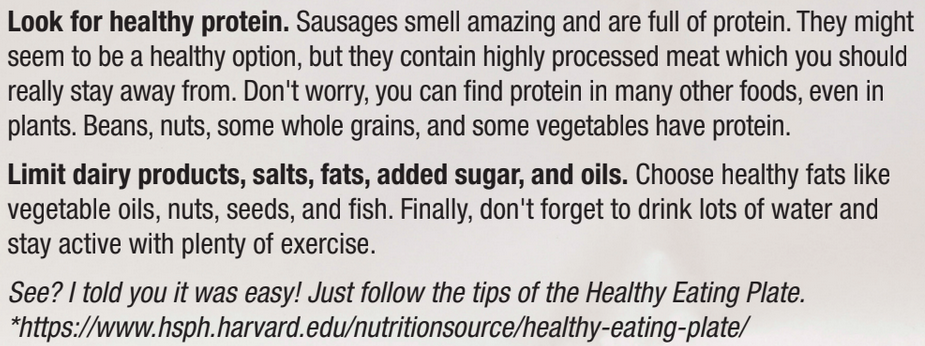 Look for healthy protein. Sausages smell amazing and are full of protein. They might
seem to be a healthy option, but they contain highly processed meat which you should
really stay away from. Don't worry, you can find protein in many other foods, even in
plants. Beans, nuts, some whole grains, and some vegetables have protein.
Limit dairy products, salts, fats, added sugar, and oils. Choose healthy fats like
vegetable oils, nuts, seeds, and fish. Finally, don't forget to drink lots of water and
stay active with plenty of exercise.
See? I told you it was easy! Just follow the tips of the Healthy Eating Plate.
*https://www.hsph.harvard.edu/nutritionsource/healthy-eating-plate/